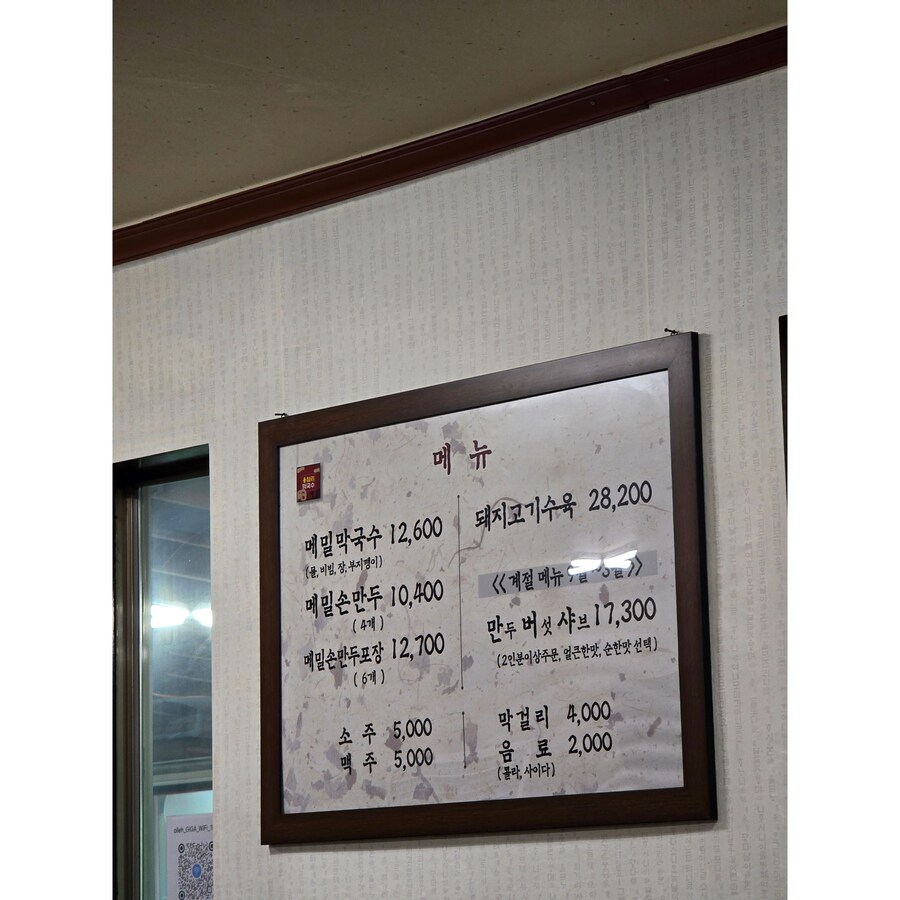 메뉴
메밀막국수 12,600
(물, 비빔, 장, 부지깽이)
메밀손만두 10,400
(4개)
메밀손만두포장 12,700
(6개)
소주 5,000
맥주 5,000
돼지고기수육 28,200
《계절 메뉴
만두버섯샤브 17,300
(2인분이상주문, 얼큰한맛, 순한맛 선택)
막걸리 4,000
음료 2,000
(콜라, 사이다)